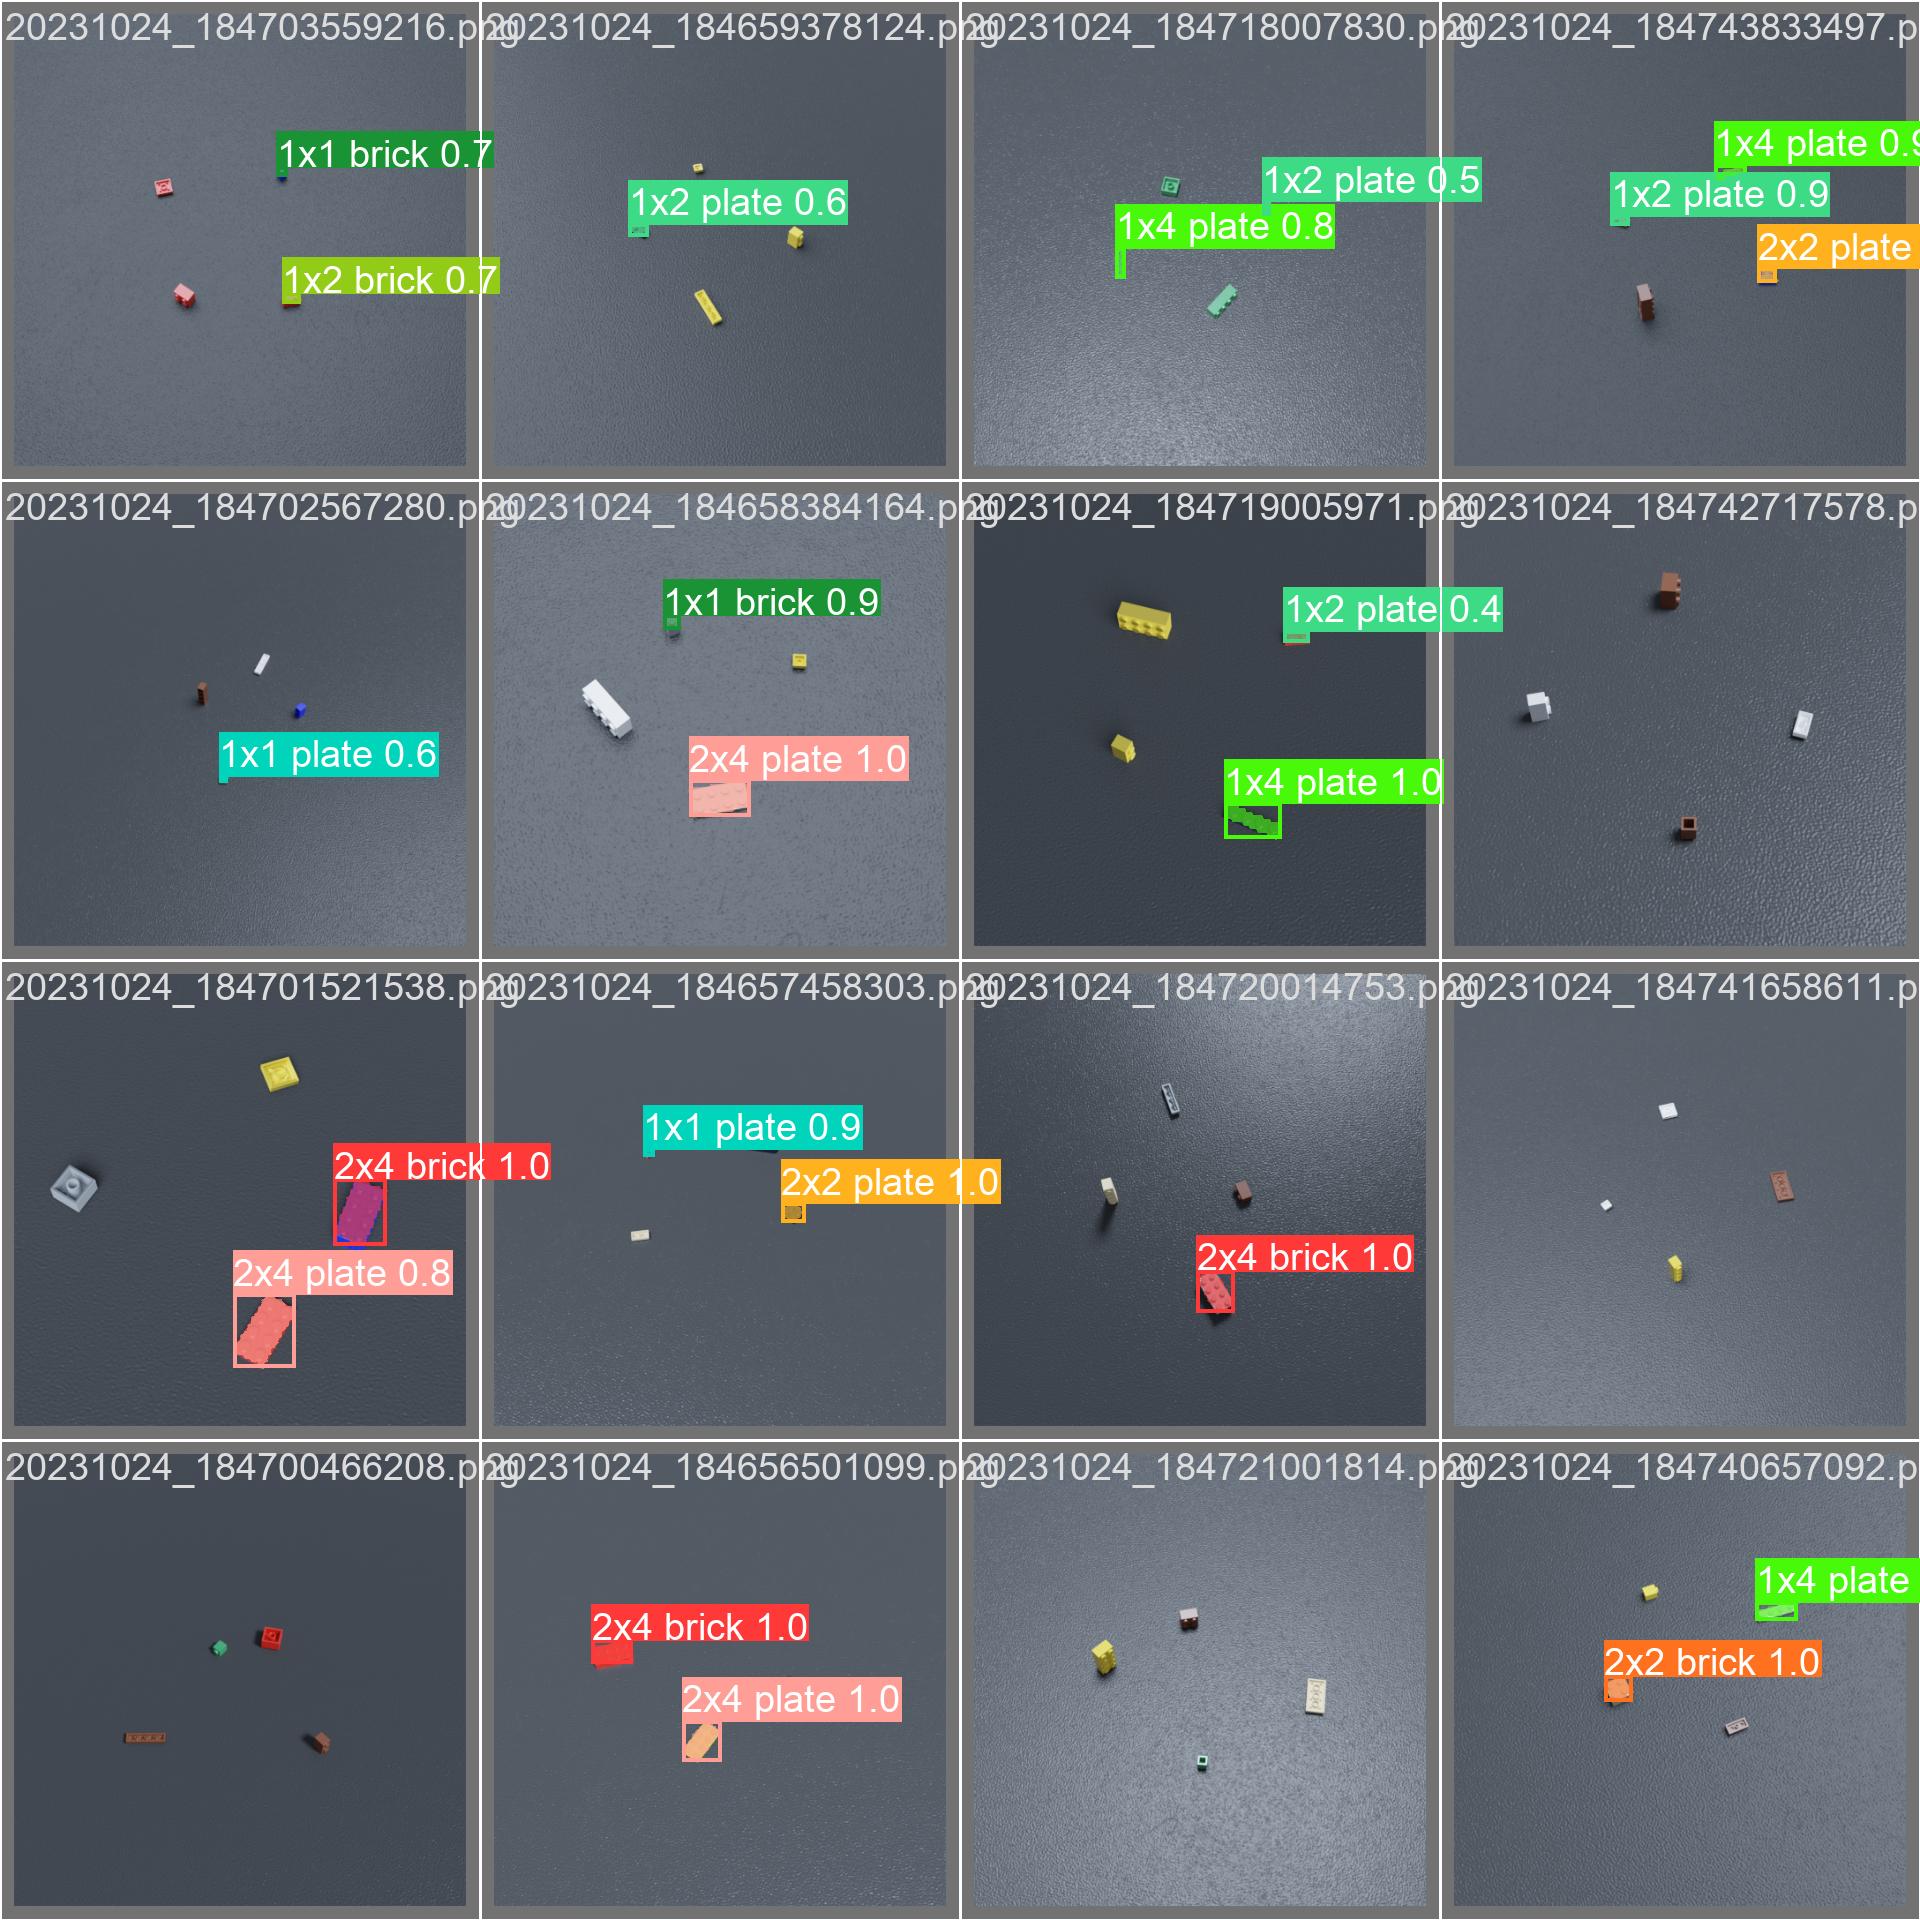 20231024_184703559216.png
20231024_184659378124.png
20231024_184718007830.png
20231024_184743833497.p
1x1 brick 0.7
1x2 brick 0.7
1x2 plate 0.6
1x2 plate 0.5
1x4 plate 0.8
1x4 plate 0.9
1x2 plate 0.9
2x2 plate
20231024_184702567280.png
20231024_184658384164.png
20231024_184719005971.png
20231024_184742717578.p
1x1 plate 0.6
1x1 brick 0.9
2x4 plate 1.0
1x2 plate 0.4
1x4 plate 1.0
20231024_184701521538.png
20231024_184657458303.png
20231024_184720014753.png
20231024_184741658611.p
2x4 brick 1.0
2x4 plate 0.8
1x1 plate 0.9
2x2 plate 1.0
2x4 brick 1.0
20231024_184700466208.png
20231024_184656501099.png
20231024_184721001814.png
20231024_184740657092.p
2x4 brick 1.0
2x4 plate 1.0
1x4 plate
2x2 brick 1.0